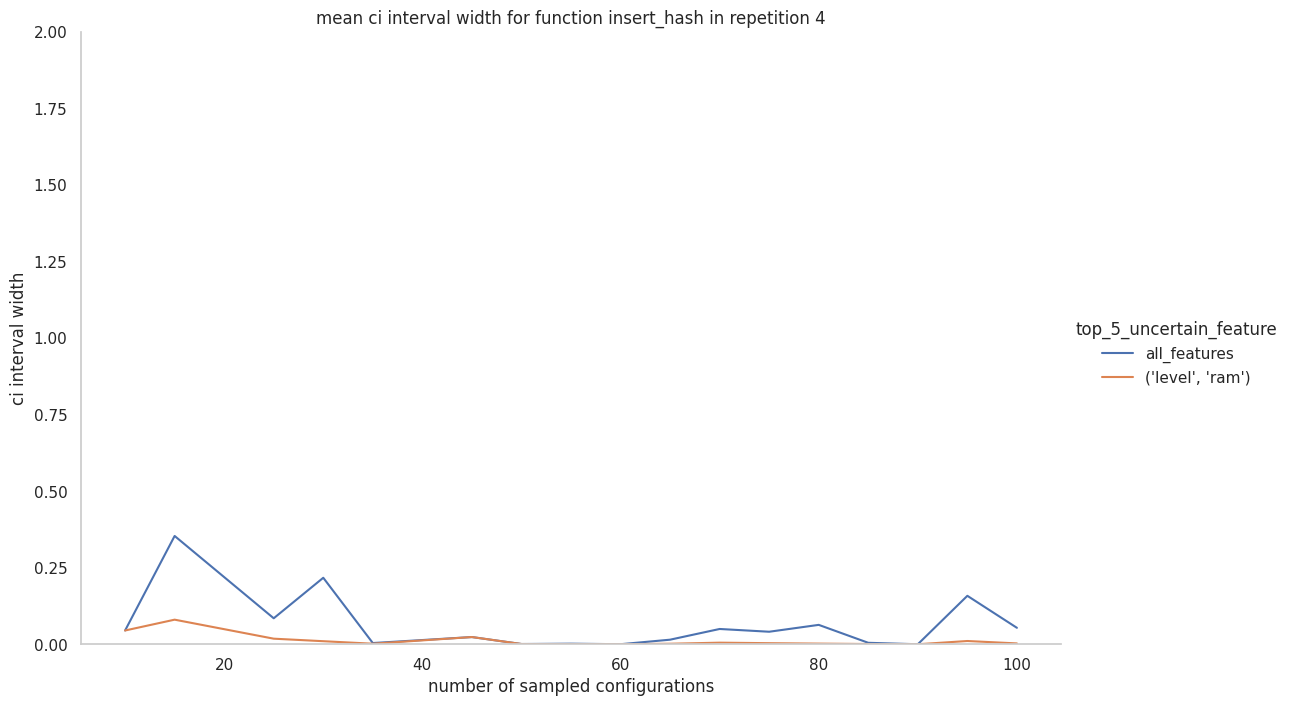 mean ci interval width for function insert_hash in repetition 4
2.00
1.75
1.50
1.25
1.00
0.75
0.50
0.25
0.00
ci interval width
20
40
60
80
100
number of sampled configurations
top_5_uncertain_feature
all_features
('level', 'ram')